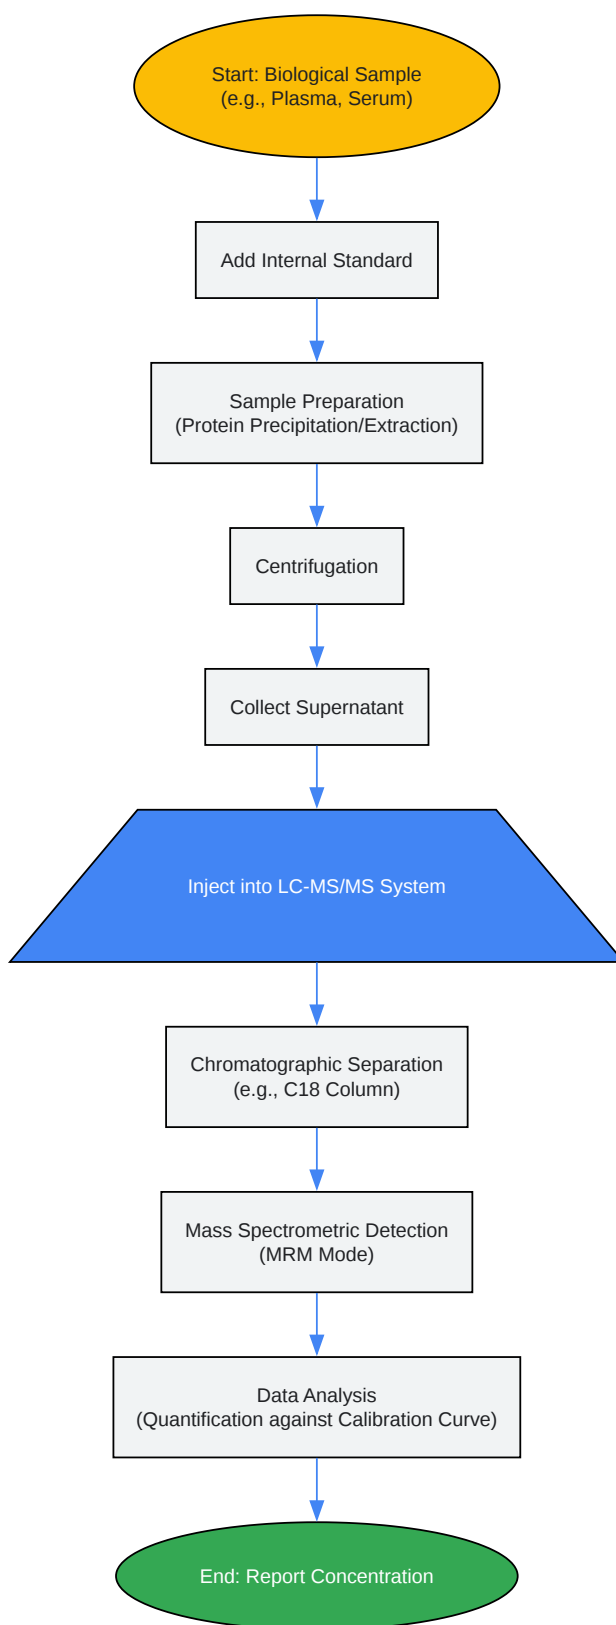 Start: Biological Sample
(e.g., Plasma, Serum)
Add Internal Standard
Sample Preparation
(Protein Precipitation/Extraction)
Centrifugation
Collect Supernatant
Inject into LC-MS/MS System
Chromatographic Separation
(e.g., C18 Column)
Mass Spectrometric Detection
(MRM Mode)
Data Analysis
(Quantification against Calibration Curve)
End: Report Concentration